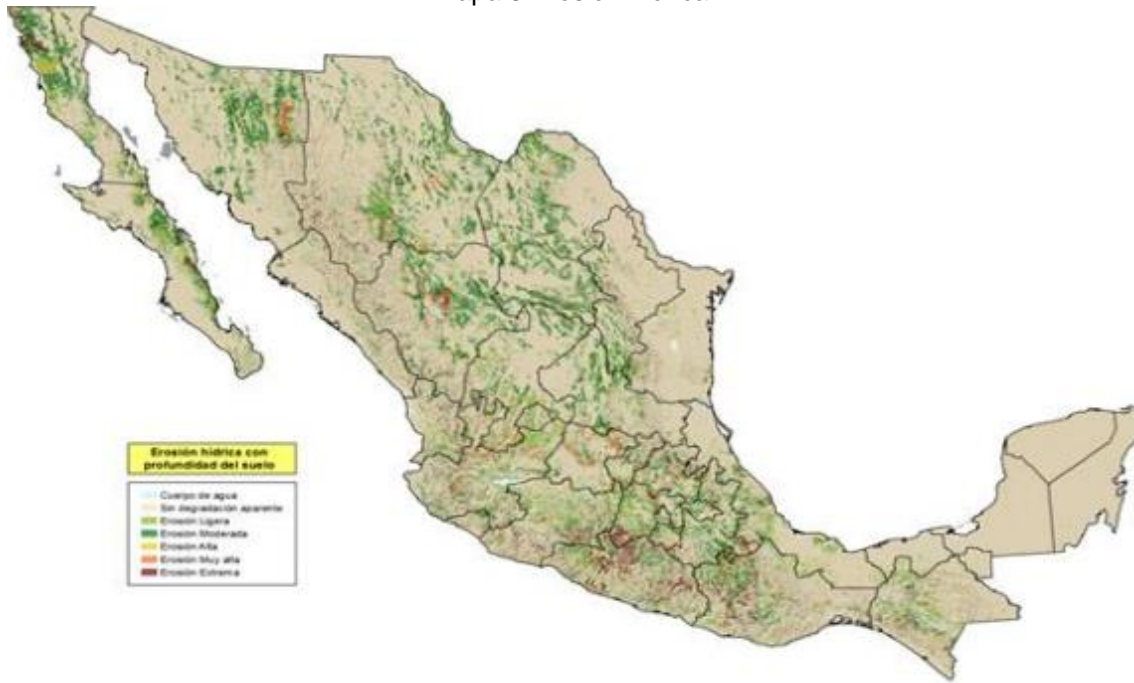 Erosión hídrica con
profundidad del suelo
Cuerpo de agua
Sin degradación aparente
Erosión Ligera
Erosión Moderada
Erosión Alta
Erosión Muy alta
Erosión Extrema